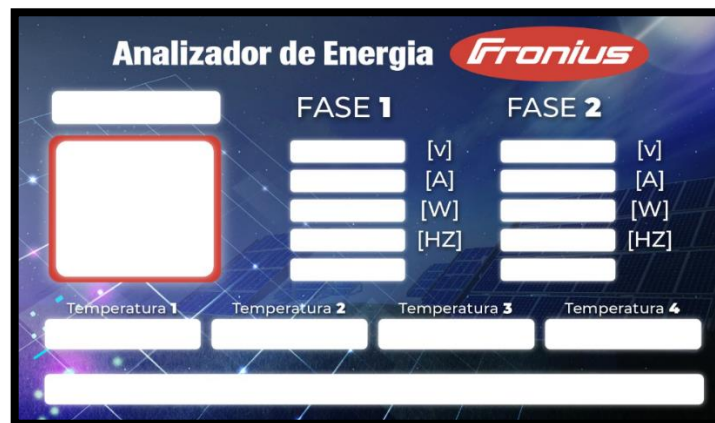 Analizador de Energia Fronius
FASE 1 FASE 2
[v] [v]
[A] [A]
[W] [W]
[HZ] [HZ]
Temperatura 1 Temperatura 2 Temperatura 3 Temperatura 4